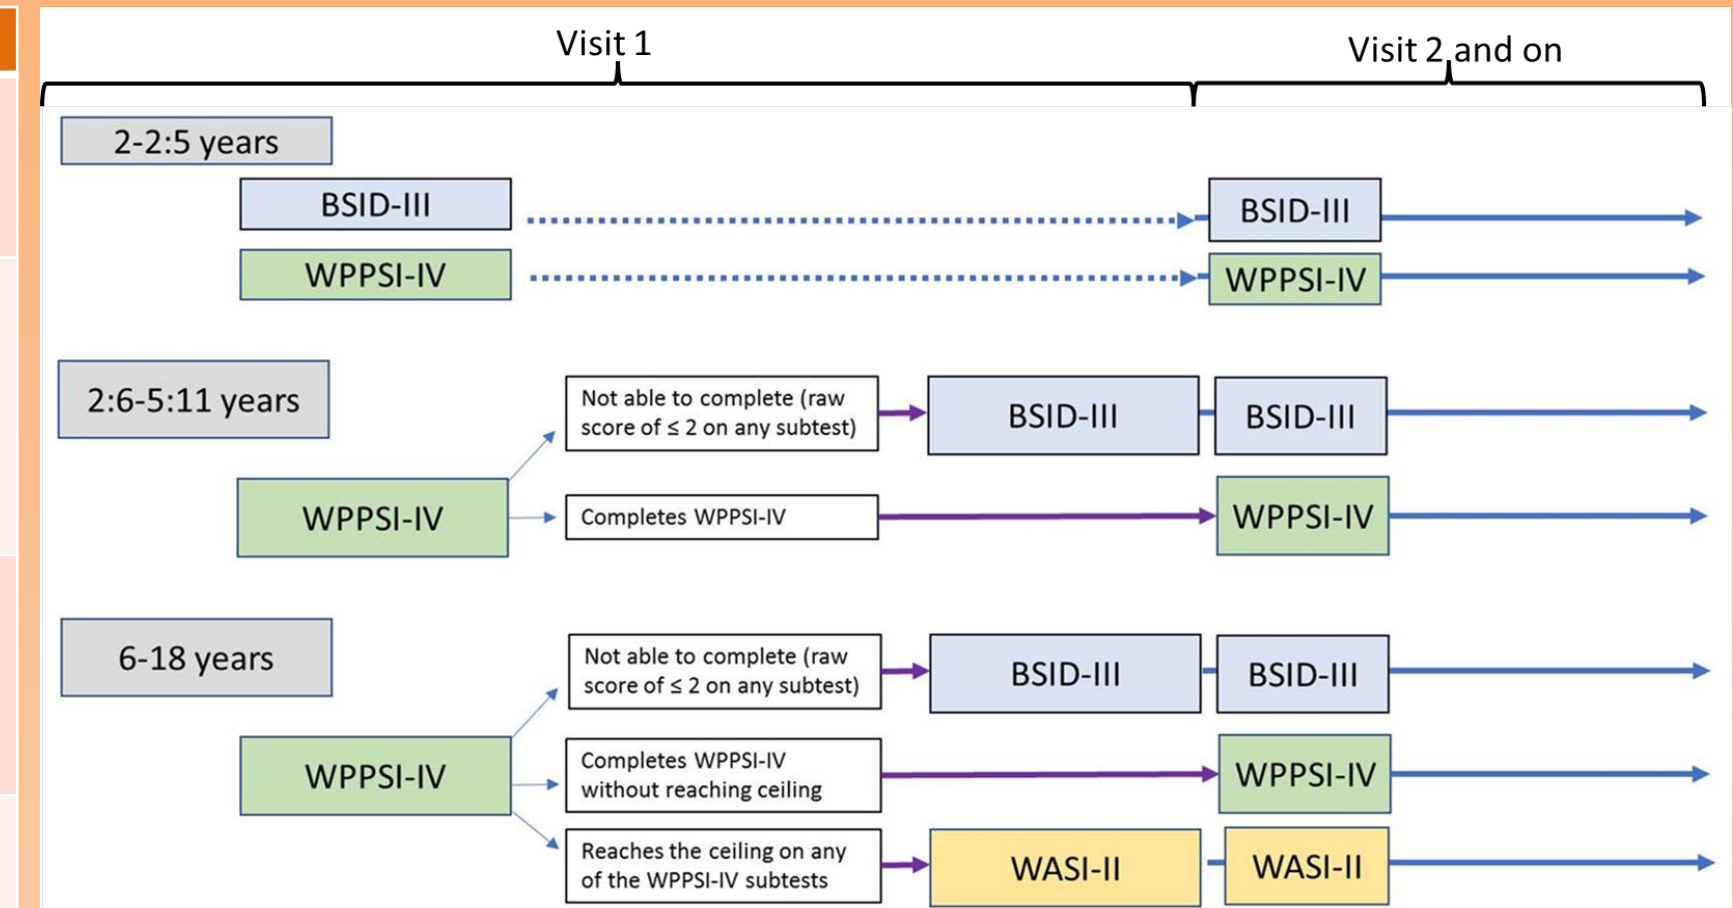 Visit 1
Visit 2 and on
2-2:5 years
BSID-III
BSID-III
WPPSI-IV
WPPSI-IV
2:6-5:11 years
Not able to complete (raw
score of ≤ 2 on any subtest)
BSID-III
BSID-III
WPPSI-IV
Completes WPPSI-IV
WPPSI-IV
6-18 years
Not able to complete (raw
score of ≤ 2 on any subtest)
BSID-III
BSID-III
WPPSI-IV
Completes WPPSI-IV
without reaching ceiling
WPPSI-IV
Reaches the ceiling on any
of the WPPSI-IV subtests
WASI-II
WASI-II